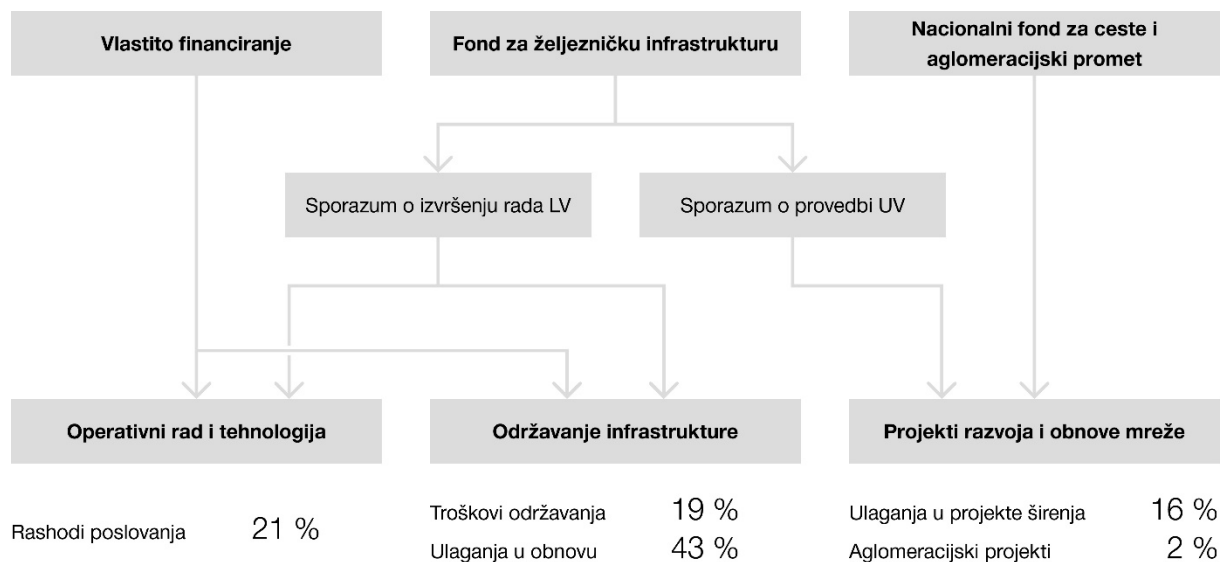 Vlastito financiranje
Fond za željezničku infrastrukturu
Nacionalni fond za ceste i
aglomeracijski promet
Sporazum o izvršenju rada LV
Sporazum o provedbi UV
Operativni rad i tehnologija
Održavanje infrastrukture
Projekti razvoja i obnove mreže
Rashodi poslovanja 21 %
Troškovi održavanja 19 %
Ulaganja u obnovu 43 %
Ulaganja u projekte širenja 16 %
Aglomeracijski projekti 2 %